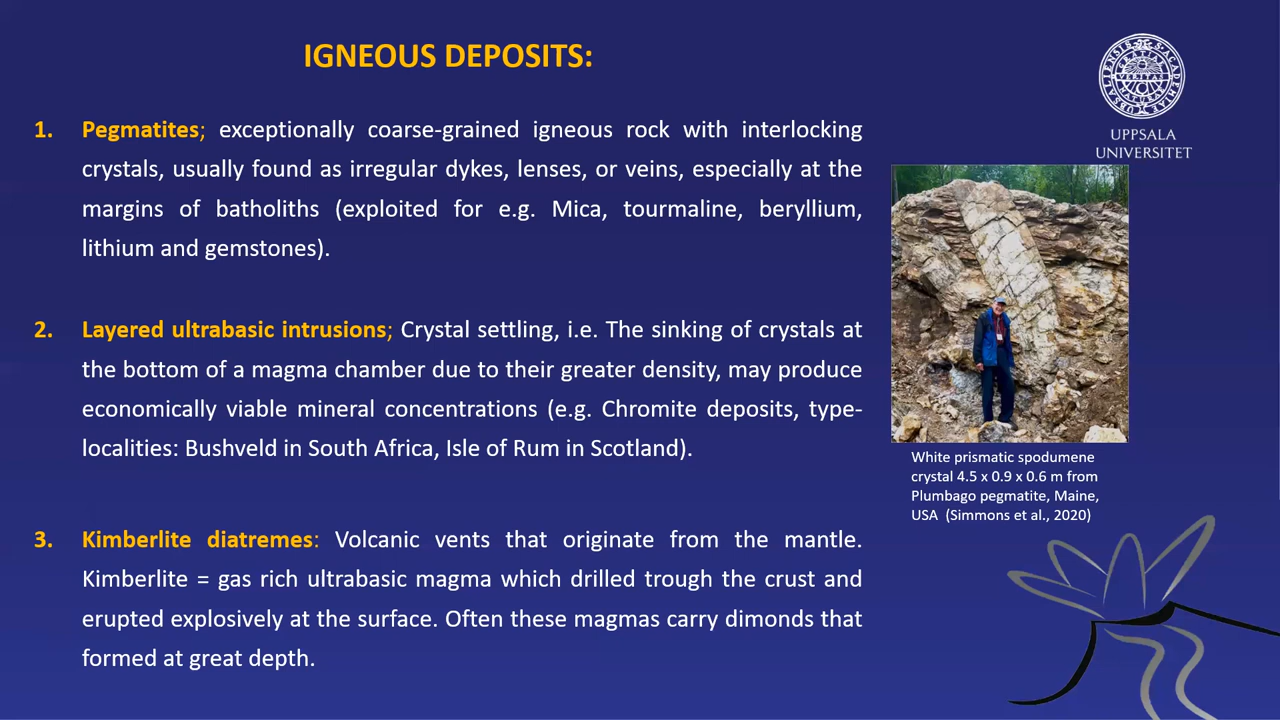 IGNEOUS DEPOSITS:
1. Pegmatites; exceptionally coarse-grained igneous rock with interlocking
crystals, usually found as irregular dykes, lenses, or veins, especially at the
margins of batholiths (exploited for e.g. Mica, tourmaline, beryllium,
lithium and gemstones).
2. Layered ultrabasic intrusions; Crystal settling, i.e. The sinking of crystals at
the bottom of a magma chamber due to their greater density, may produce
economically viable mineral concentrations (e.g. Chromite deposits, type-
localities: Bushveld in South Africa, Isle of Rum in Scotland).
3. Kimberlite diatremes: Volcanic vents that originate from the mantle.
Kimberlite = gas rich ultrabasic magma which drilled trough the crust and
erupted explosively at the surface. Often these magmas carry dimonds that
formed at great depth.
UPPSALA
UNIVERSITET
White prismatic spodumene
crystal 4.5 x 0.9 x 0.6 m from
Plumbago pegmatite, Maine,
USA (Simmons et al., 2020)